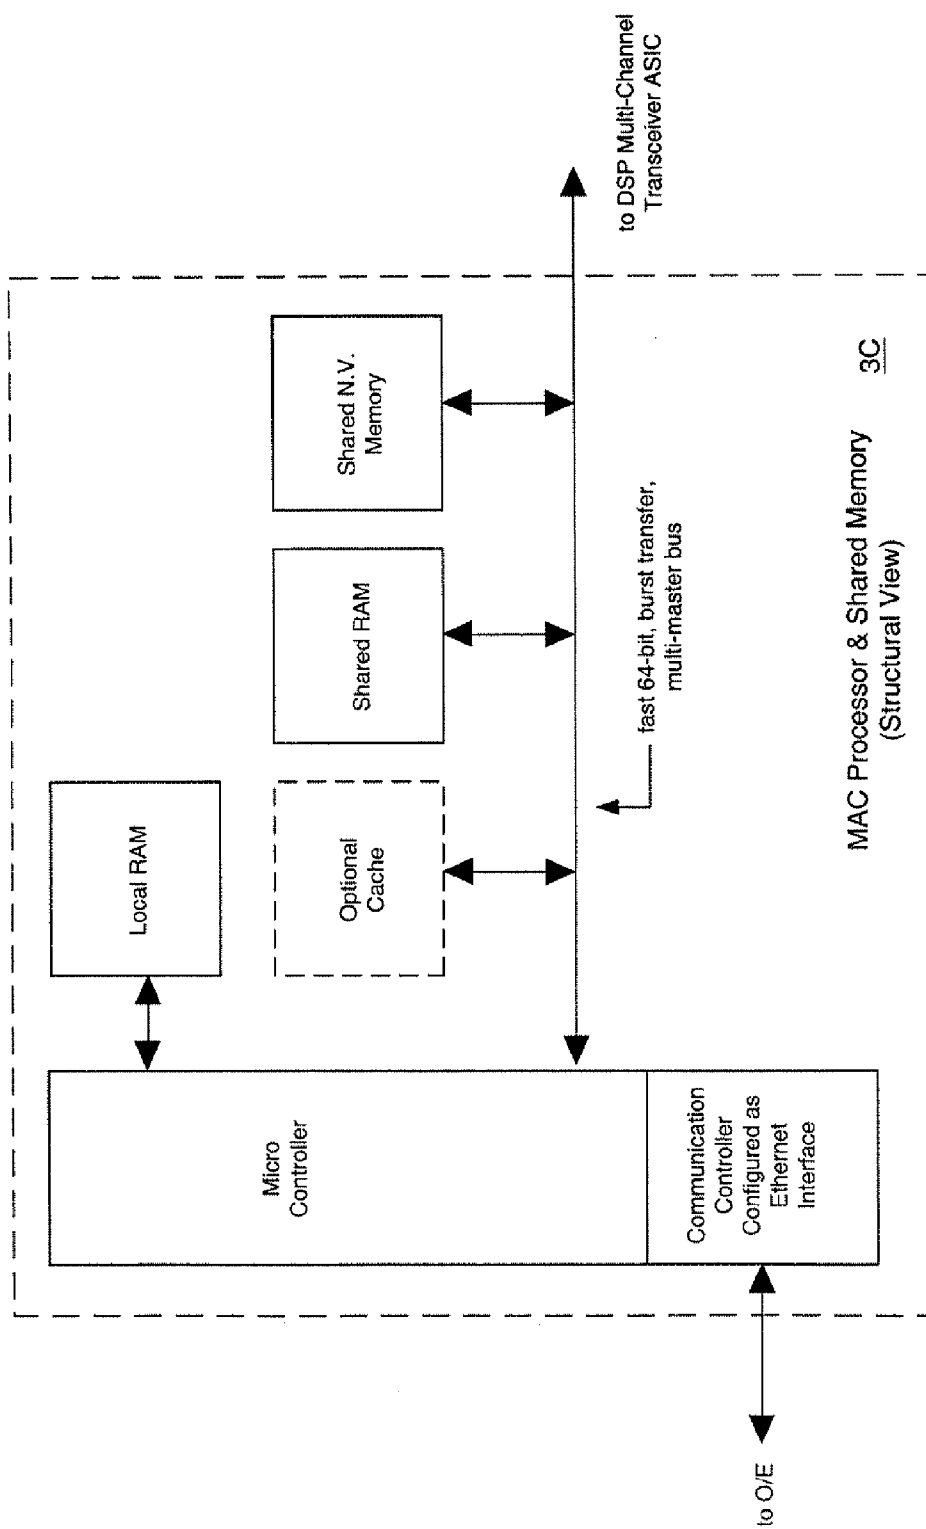 Local RAM
Micro
Controller
Optional
Cache
Shared RAM
Shared N.V.
Memory
to DSP Multi-Channel
Transceiver ASIC
fast 64-bit, burst transfer,
multi-master bus
Communication
Controller
Configured as
Ethernet
Interface
to O/E
MAC Processor & Shared Memory
(Structural View)
3C